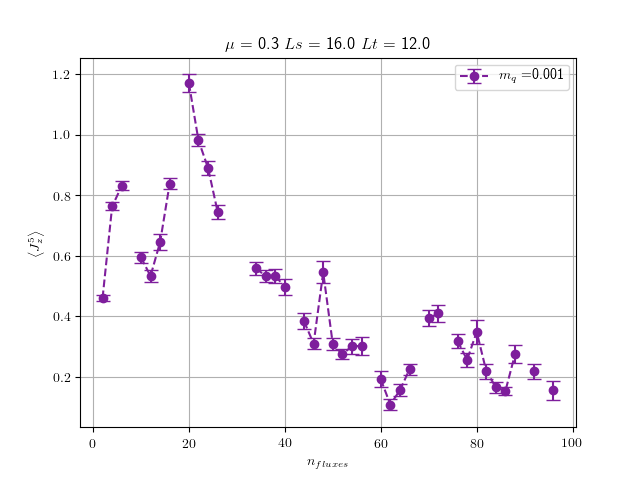 μ = 0.3 Ls = 16.0 Lt = 12.0
m_q =0.001
⟨J_z^5⟩
1.2
1.0
0.8
0.6
0.4
0.2
0 20 40 60 80 100
n_fluxes